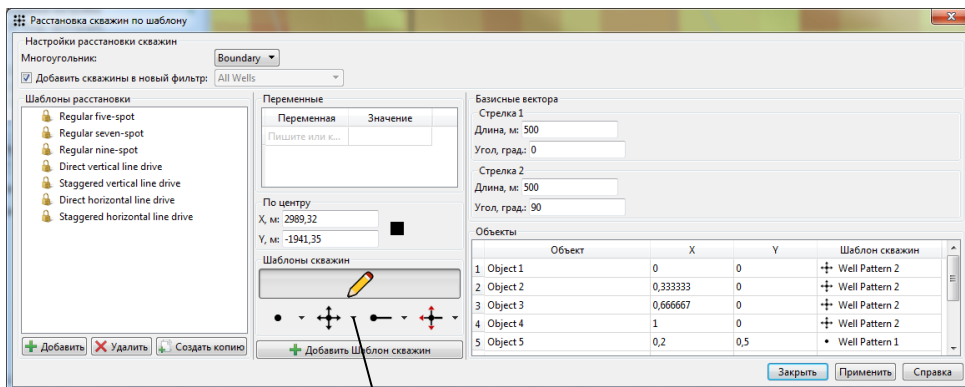 Расстановка скважин по шаблону
Настройки расстановки скважин
Многоугольник: Boundary
Добавить скважины в новый фильтр: All Wells
Шаблоны расстановки
Regular five-spot
Regular seven-spot
Regular nine-spot
Direct vertical line drive
Staggered vertical line drive
Direct horizontal line drive
Staggered horizontal line drive
Добавить Удалить Создать копию
Переменные
Переменная Значение
Пишите или к...
По центру
X, м: 2989,32
Y, м: -1941,35
Шаблоны скважин
Добавить Шаблон скважин
Базисные вектора
Стрелка 1
Длина, м: 500
Угол, град.: 0
Стрелка 2
Длина, м: 500
Угол, град.: 90
Объекты
Объект X Y Шаблон скважин
1 Object 1 0 0 Well Pattern 2
2 Object 2 0,333333 0 Well Pattern 2
3 Object 3 0,666667 0 Well Pattern 2
4 Object 4 1 0 Well Pattern 2
5 Object 5 0,2 0,5 Well Pattern 1
Закрыть Применить Справка